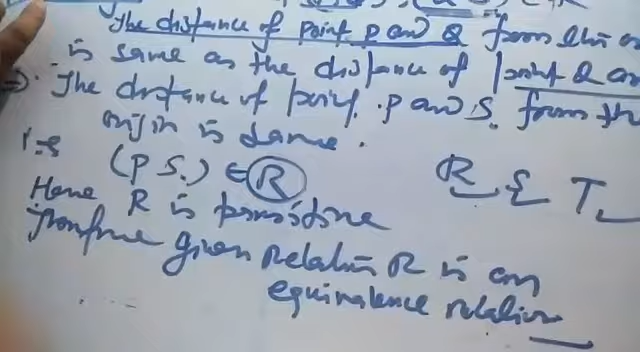 The distance of point P and Q from the
is same as the distance of point Q and
⇒ The distance of point P and S. from the
origin is same.
i.e
(P S.) ∈ R
R S T
Hence R is transitive
Therefore given Relation R is an
equivalence relation